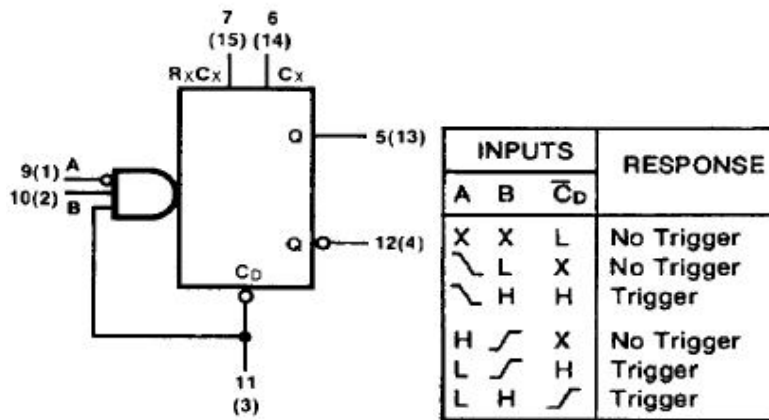 7 6
(15) (14)
RXCX CX
Q 5(13)
9(1) A
10(2)
B
Q 12(4)
CD
11
(3)
INPUTS RESPONSE
A B C̅D
X X L No Trigger
L X No Trigger
H H Trigger
H X No Trigger
L H Trigger
L H Trigger